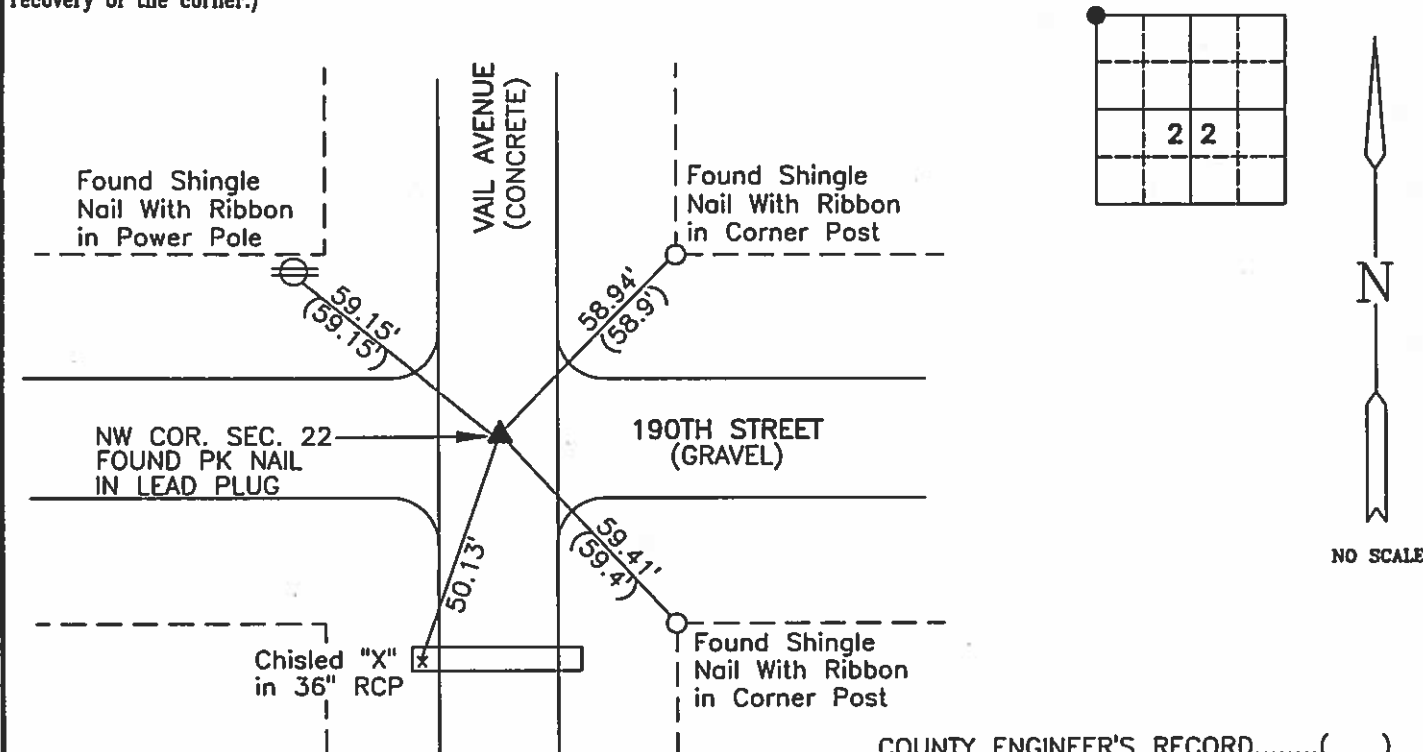 recovery of the corner.)
VAIL AVENUE
(CONCRETE)
Found Shingle
Nail With Ribbon
in Power Pole
Found Shingle
Nail With Ribbon
in Corner Post
22
N
NO SCALE
59.15'
(59.15')
58.94'
(58.9')
NW COR. SEC. 22
FOUND PK NAIL
IN LEAD PLUG
190TH STREET
(GRAVEL)
50.13'
59.41'
(59.4')
Chisled "X"
in 36" RCP
x
Found Shingle
Nail With Ribbon
in Corner Post
COUNTY ENGINEER'S RECORD........( )